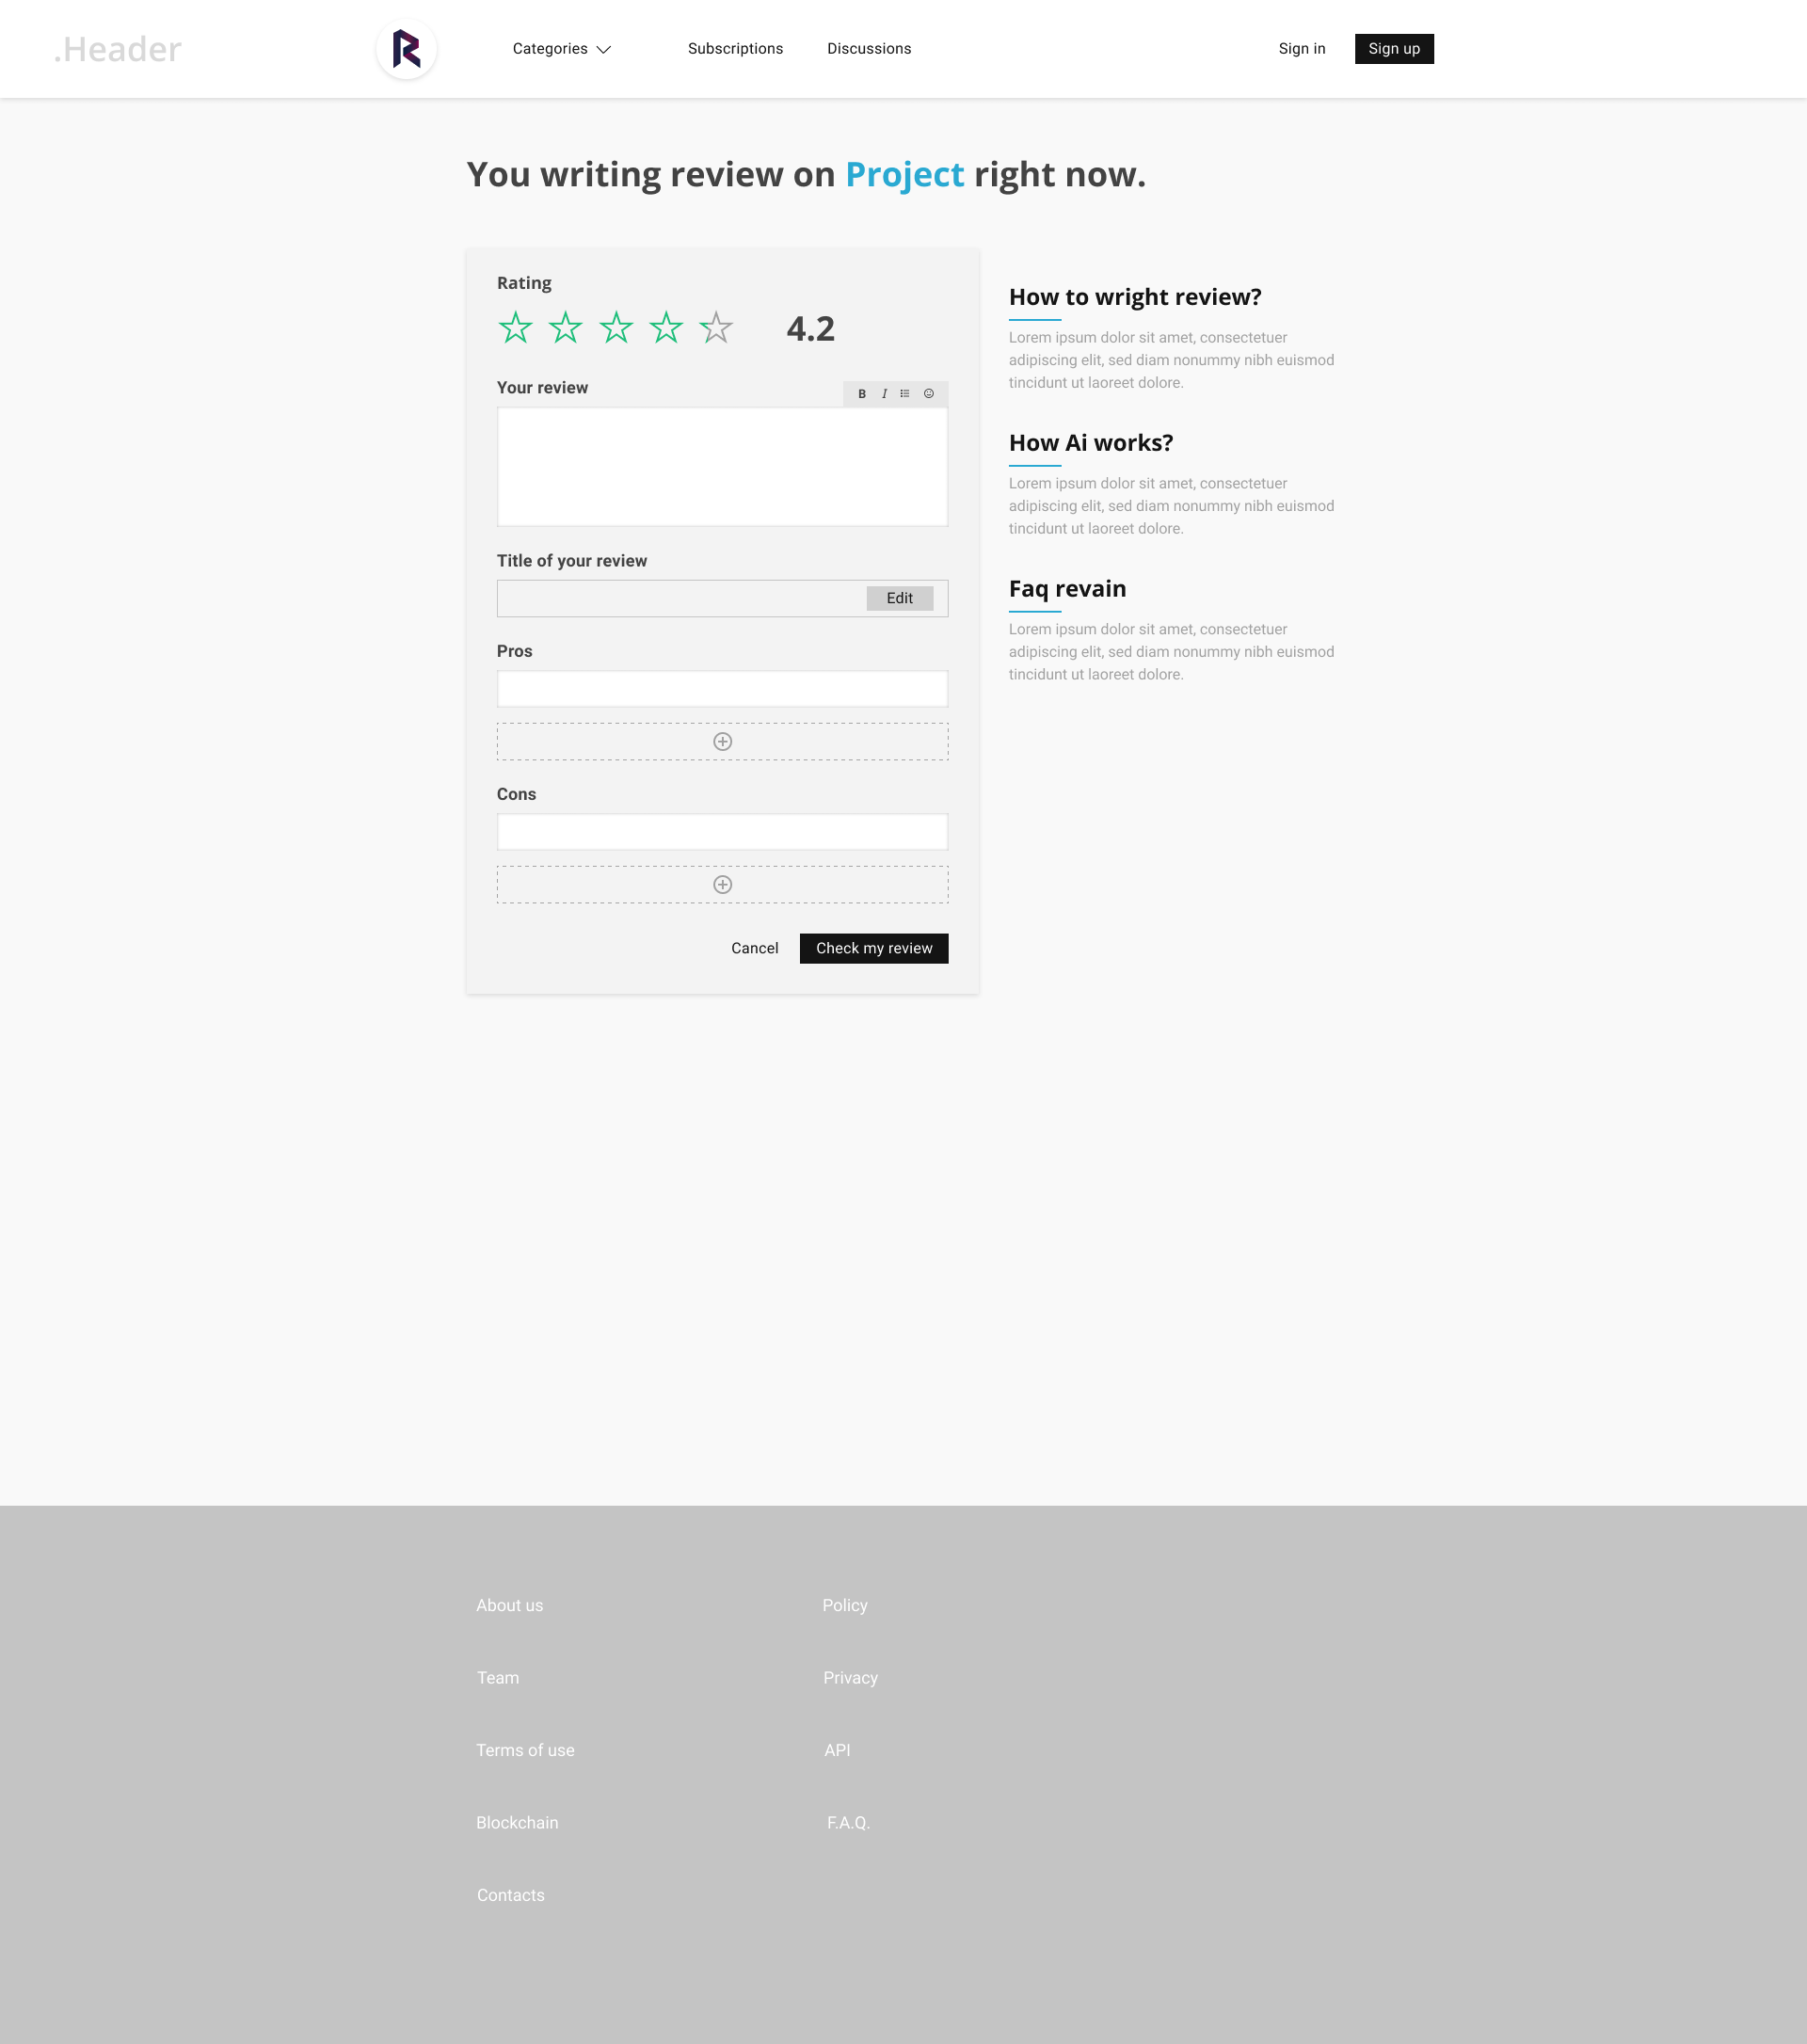 .Header
R
Categories
Subscriptions
Discussions
Sign in
Sign up
You writing review on Project right now.
Rating
4.2
Your review
B I
Title of your review
Edit
Pros
Cons
Cancel
Check my review
How to wright review?
Lorem ipsum dolor sit amet, consectetuer
adipiscing elit, sed diam nonummy nibh euismod
tincidunt ut laoreet dolore.
How Ai works?
Lorem ipsum dolor sit amet, consectetuer
adipiscing elit, sed diam nonummy nibh euismod
tincidunt ut laoreet dolore.
Faq revain
Lorem ipsum dolor sit amet, consectetuer
adipiscing elit, sed diam nonummy nibh euismod
tincidunt ut laoreet dolore.
About us
Team
Terms of use
Blockchain
Contacts
Policy
Privacy
API
F.A.Q.